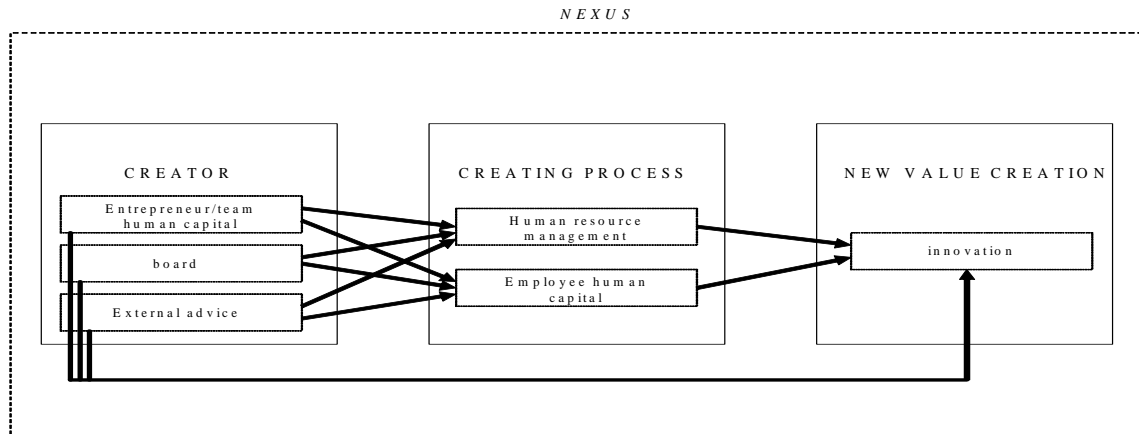 NEXUS
CREATOR
Entrepreneur/team
human capital
board
External advice
CREATING PROCESS
Human resource
management
Employee human
capital
NEW VALUE CREATION
innovation